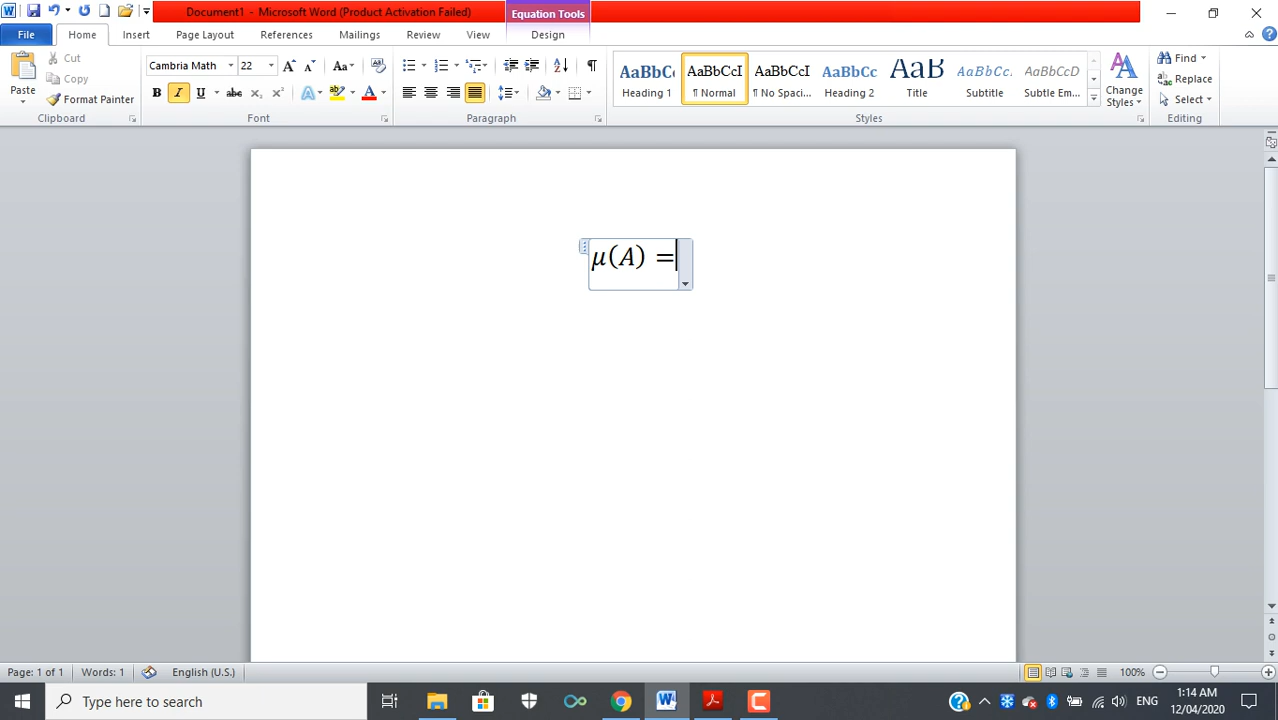 Document1 - Microsoft Word (Product Activation Failed)
Equation Tools
File Home Insert Page Layout References Mailings Review View Design
Paste
Cut
Copy
Format Painter
Clipboard
Cambria Math 22
Font
Paragraph
AaBbC AaBbCcI AaBbCcI AaBbCc AaB AaBbCc. AaBbCcD
Heading 1 ¶ Normal ¶ No Spaci... Heading 2 Title Subtitle Subtle Em...
Styles
Change Styles
Find
Replace
Select
Editing
μ(A) =
Page: 1 of 1 Words: 1 English (U.S.) 100%
Type here to search
ENG
1:14 AM
12/04/2020